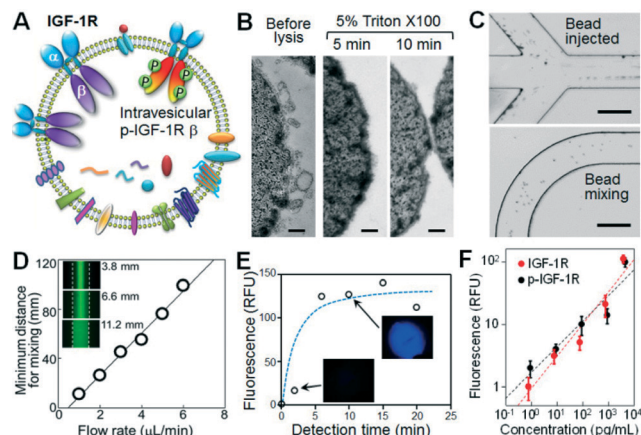 A
IGF-1R
α
β
P
P
P
P
Intravesicular
p-IGF-1R β
B
Before
lysis
5% Triton X100
5 min
10 min
C
Bead
injected
Bead
mixing
D
Minimum distance
for mixing (mm)
120
80
40
0
3.8 mm
6.6 mm
11.2 mm
0
2
4
6
8
Flow rate (μL/min)
E
Fluorescence (RFU)
150
100
50
0
0
5
10
15
20
25
Detection time (min)
F
Fluorescence (RFU)
10²
10
1
IGF-1R
p-IGF-1R
10⁻¹
10⁰
10¹
10²
10³
10⁴
Concentration (pg/mL)